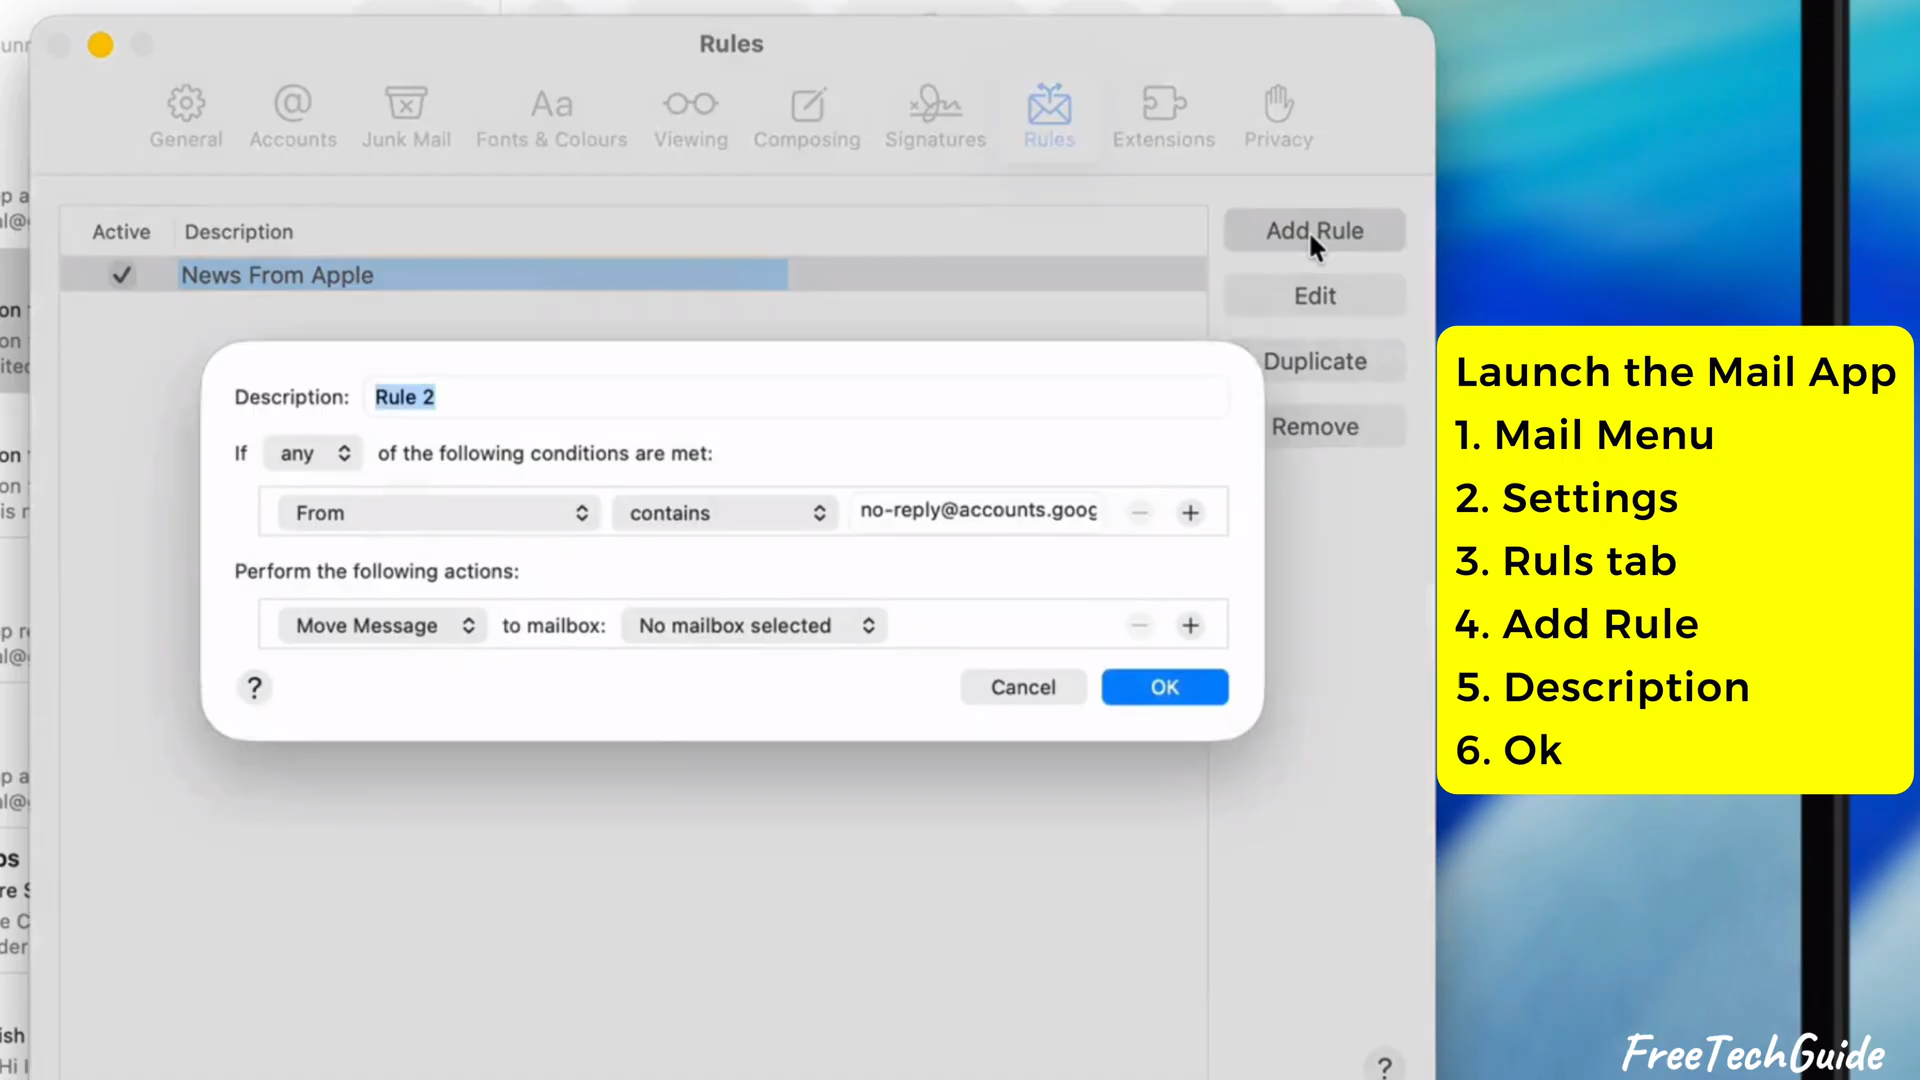 Rules
General
Accounts
Junk Mail
Fonts & Colours
Viewing
Composing
Signatures
Rules
Extensions
Privacy
Active Description
News From Apple
Add Rule
Edit
Duplicate
Remove
Description: Rule 2
If any of the following conditions are met:
From contains no-reply@accounts.goog
Perform the following actions:
Move Message to mailbox: No mailbox selected
? Cancel OK
Launch the Mail App
1. Mail Menu
2. Settings
3. Ruls tab
4. Add Rule
5. Description
6. Ok
?
FreeTechGuide